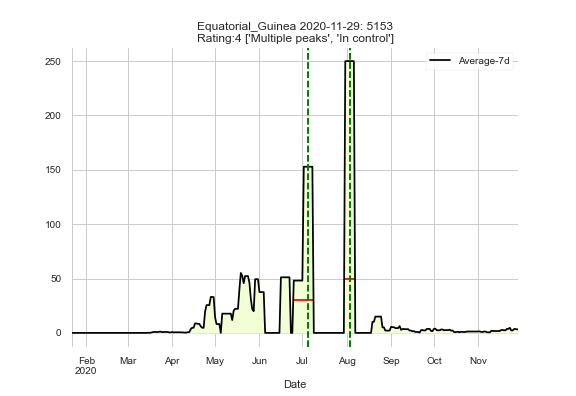 Equatorial_Guinea 2020-11-29: 5153
Rating:4 ['Multiple peaks', 'In control']
Average-7d
250
200
150
100
50
0
Feb Mar Apr May Jun Jul Aug Sep Oct Nov
2020
Date